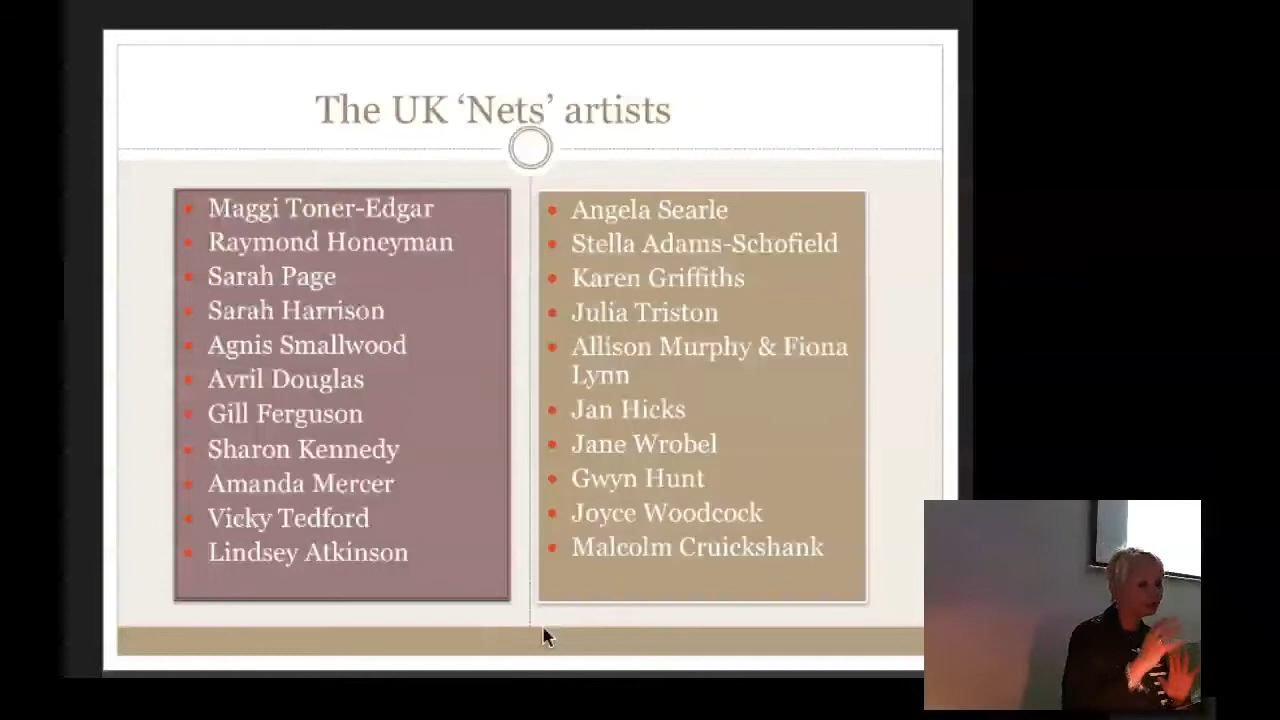 The UK ‘Nets’ artists
Maggi Toner-Edgar
Raymond Honeyman
Sarah Page
Sarah Harrison
Agnis Smallwood
Avril Douglas
Gill Ferguson
Sharon Kennedy
Amanda Mercer
Vicky Tedford
Lindsey Atkinson
Angela Searle
Stella Adams-Schofield
Karen Griffiths
Julia Triston
Allison Murphy & Fiona
Lynn
Jan Hicks
Jane Wrobel
Gwyn Hunt
Joyce Woodcock
Malcolm Cruickshank